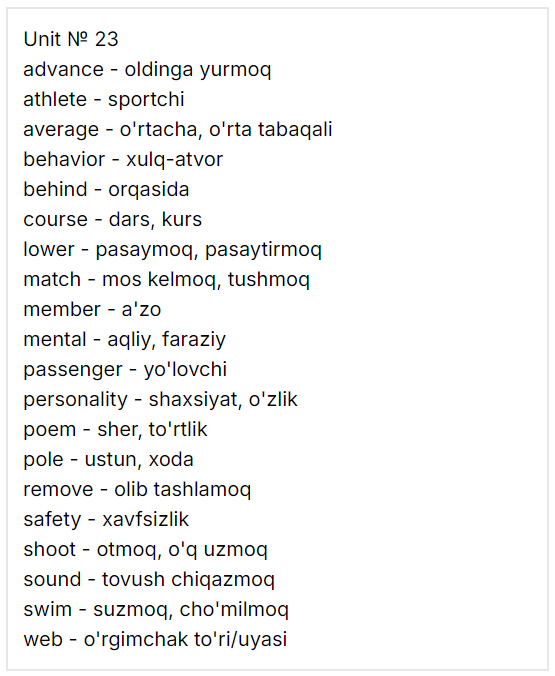 Unit № 23
advance - oldinga yurmoq
athlete - sportchi
average - o'rtacha, o'rta tabaqali
behavior - xulq-atvor
behind - orqasida
course - dars, kurs
lower - pasaymoq, pasaytirmoq
match - mos kelmoq, tushmoq
member - a'zo
mental - aqliy, faraziy
passenger - yo'lovchi
personality - shaxsiyat, o'zlik
poem - sher, to'rtlik
pole - ustun, xoda
remove - olib tashlamoq
safety - xavfsizlik
shoot - otmoq, o'q uzmoq
sound - tovush chiqazmoq
swim - suzmoq, cho'milmoq
web - o'rgimchak to'ri/uyasi